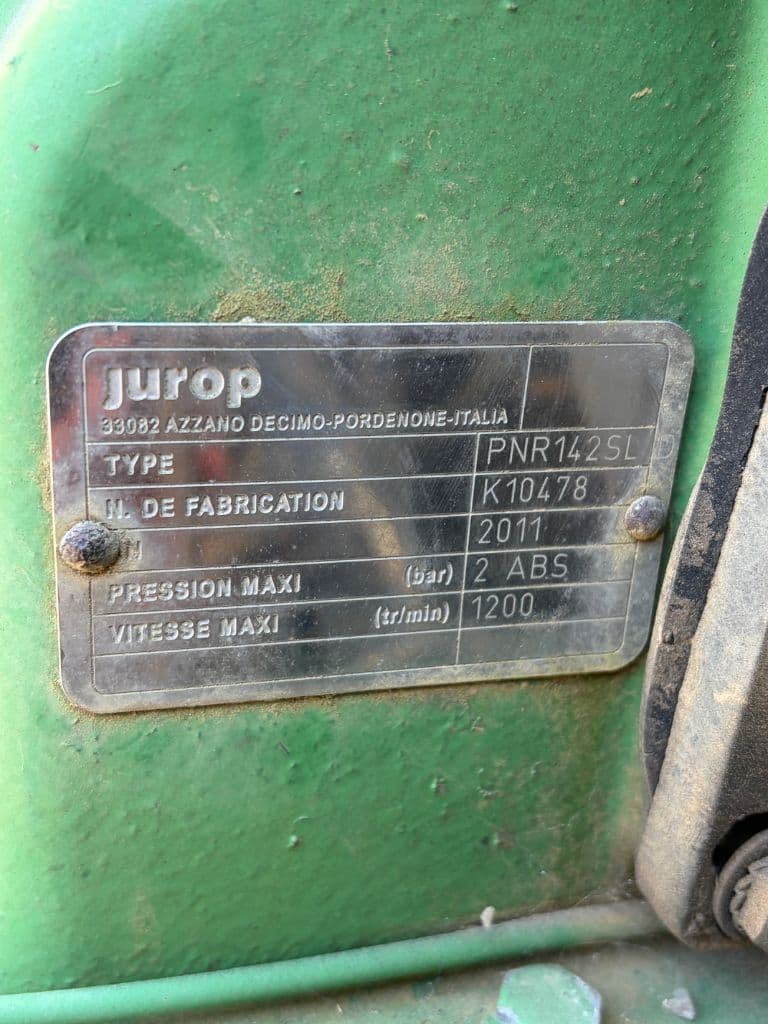 jurop
33082 AZZANO DECIMO-PORDENONE-ITALIA
TYPE PNR142SL D
N. DE FABRICATION K10478
2011
PRESSION MAXI (bar) 2 ABS
VITESSE MAXI (tr/min) 1200